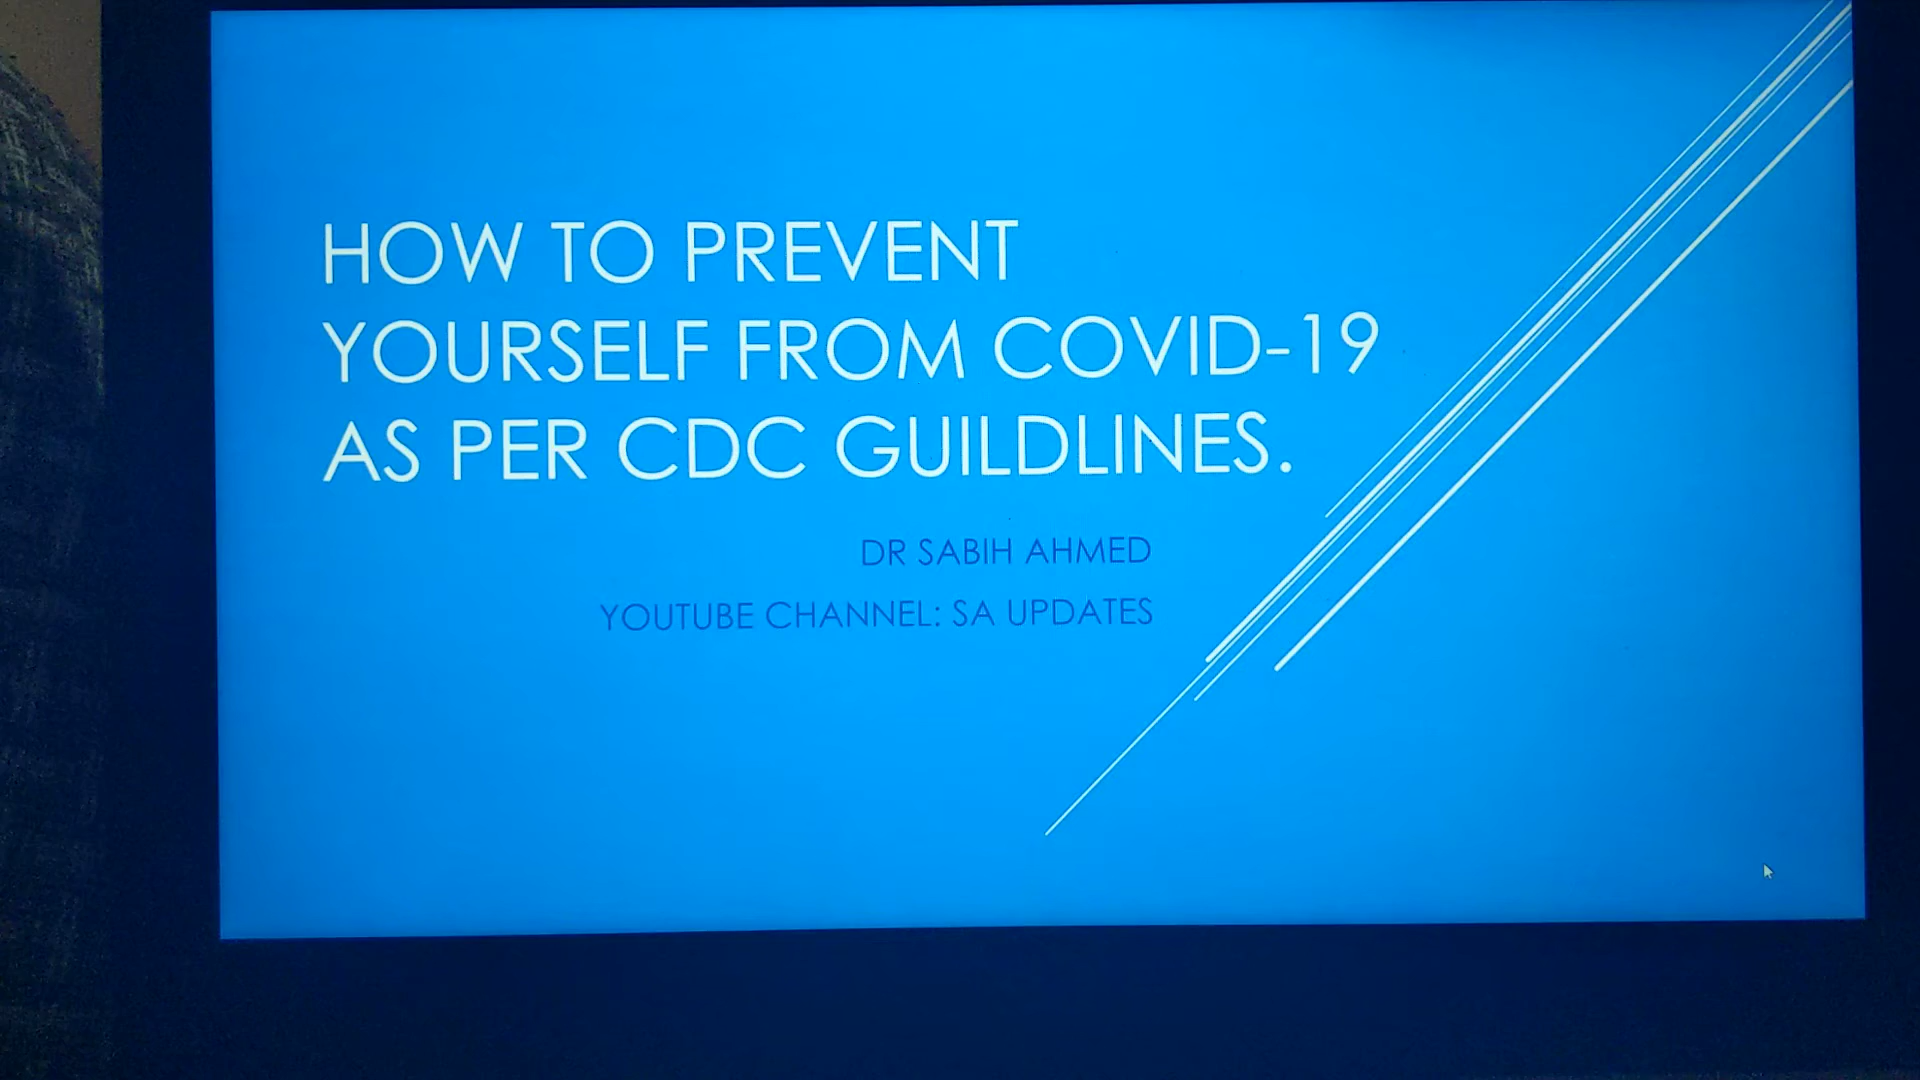 HOW TO PREVENT
YOURSELF FROM COVID-19
AS PER CDC GUILDLINES.
DR SABIH AHMED
YOUTUBE CHANNEL: SA UPDATES